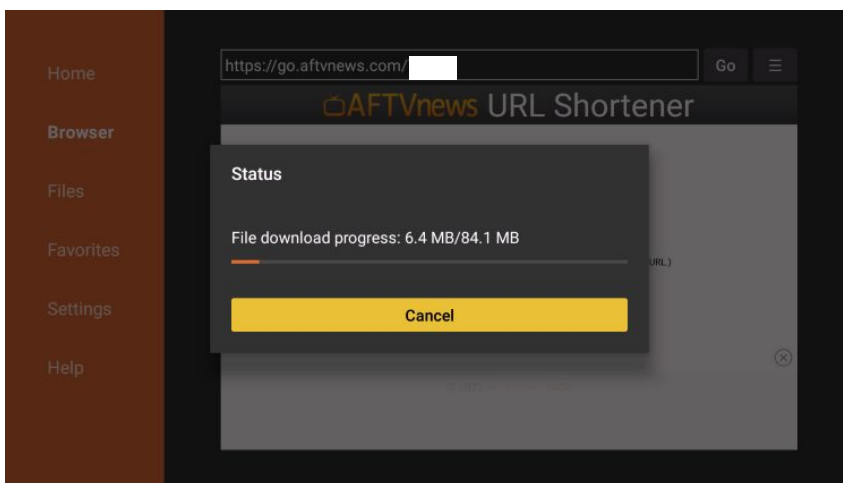 Home
Browser
Files
Favorites
Settings
Help
https://go.aftvnews.com/
Go
AFTVnews URL Shortener
Status
File download progress: 6.4 MB/84.1 MB
Cancel
URL)